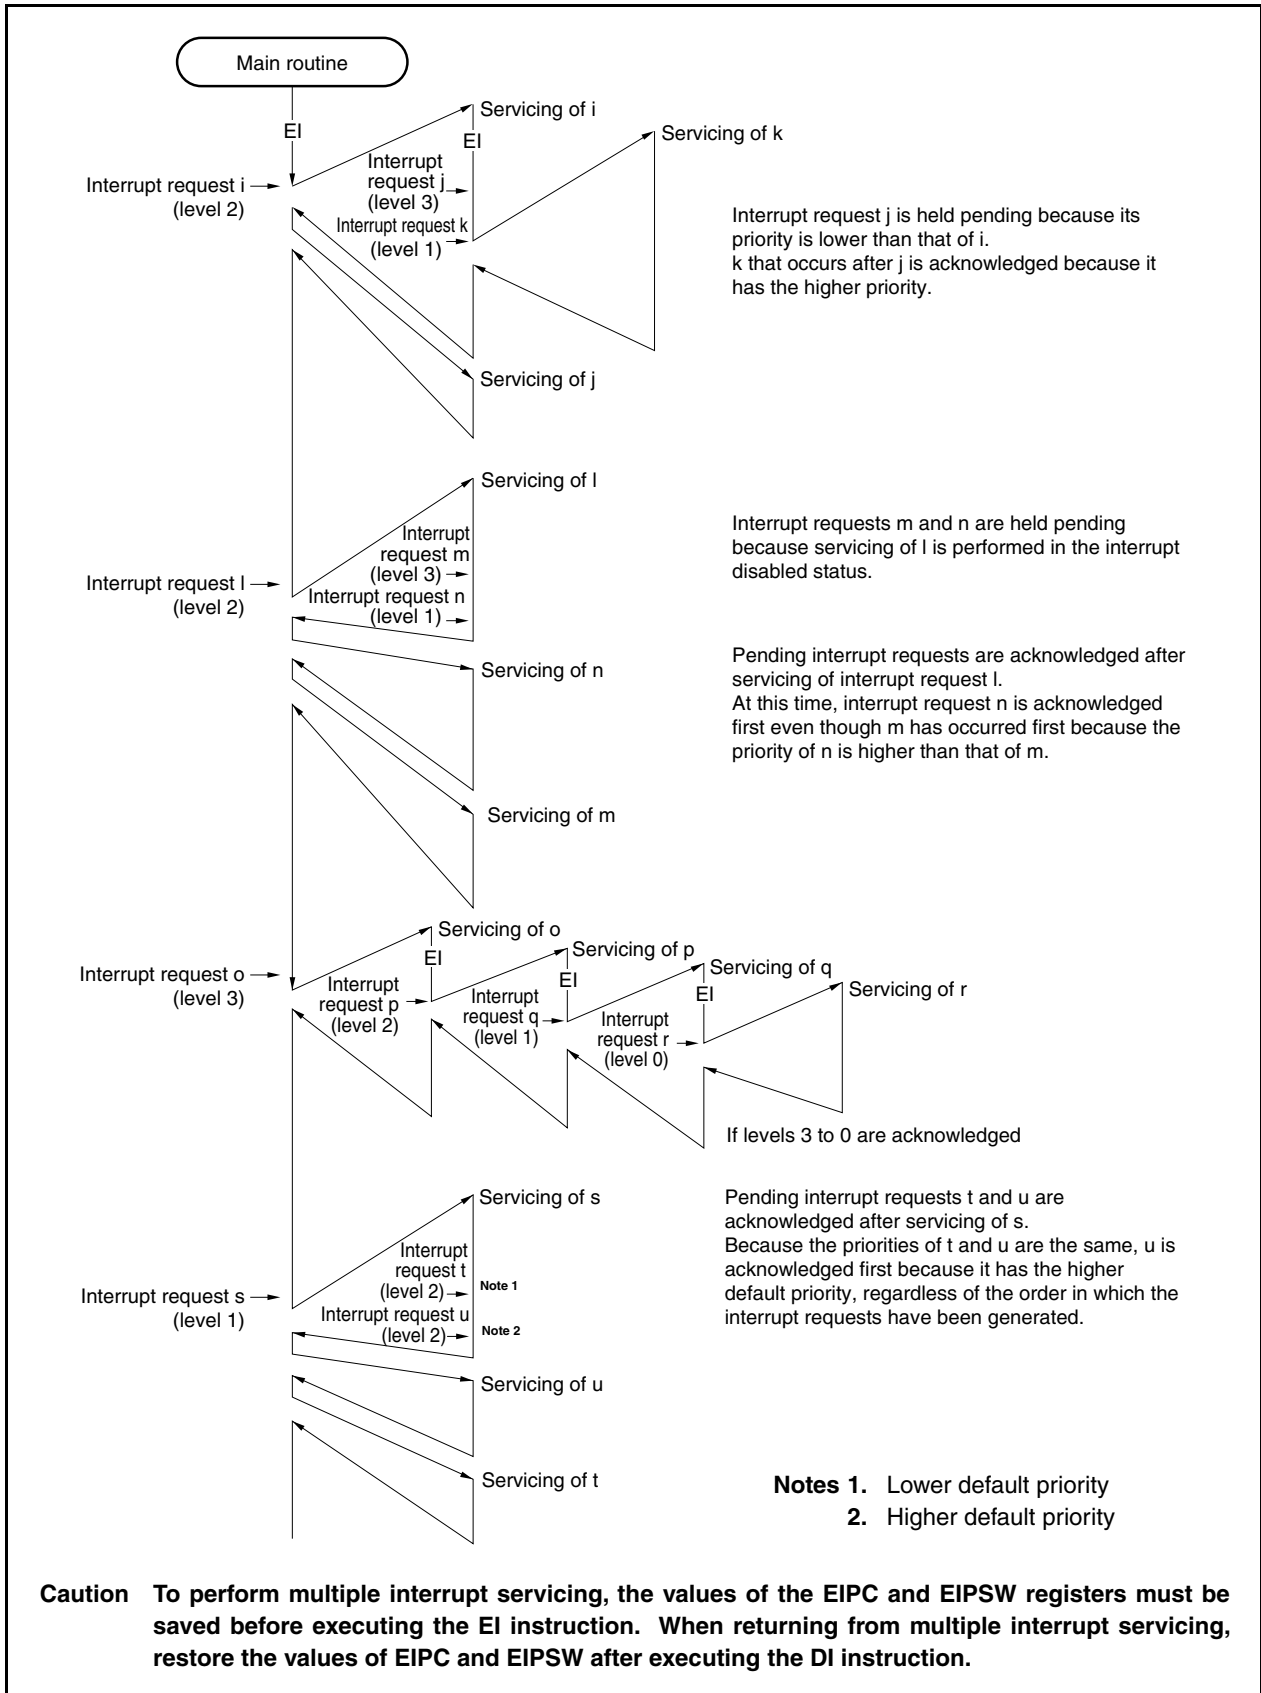 Main routine
EI
Servicing of i
EI
Servicing of k
Interrupt request i
(level 2)
Interrupt
request j
(level 3)
Interrupt request k
(level 1)
Interrupt request j is held pending because its
priority is lower than that of i.
k that occurs after j is acknowledged because it
has the higher priority.
Servicing of j
Servicing of l
Interrupt request l
(level 2)
Interrupt
request m
(level 3)
Interrupt request n
(level 1)
Interrupt requests m and n are held pending
because servicing of l is performed in the interrupt
disabled status.
Servicing of n
Pending interrupt requests are acknowledged after
servicing of interrupt request l.
At this time, interrupt request n is acknowledged
first even though m has occurred first because the
priority of n is higher than that of m.
Servicing of m
Servicing of o
EI
Servicing of p
EI
Servicing of q
EI
Servicing of r
Interrupt request o
(level 3)
Interrupt
request p
(level 2)
Interrupt
request q
(level 1)
Interrupt
request r
(level 0)
If levels 3 to 0 are acknowledged
Servicing of s
Interrupt request s
(level 1)
Interrupt
request t
(level 2)
Note 1
Interrupt request u
(level 2)
Note 2
Pending interrupt requests t and u are
acknowledged after servicing of s.
Because the priorities of t and u are the same, u is
acknowledged first because it has the higher
default priority, regardless of the order in which the
interrupt requests have been generated.
Servicing of u
Servicing of t
Notes 1. Lower default priority
2. Higher default priority
Caution To perform multiple interrupt servicing, the values of the EIPC and EIPSW registers must be
saved before executing the EI instruction. When returning from multiple interrupt servicing,
restore the values of EIPC and EIPSW after executing the DI instruction.